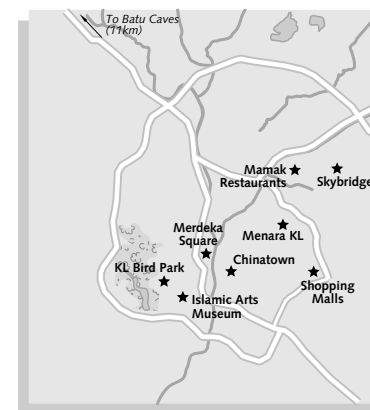 To Batu Caves
(11km)
Mamak
Restaurants
Skybridge
Merdeka
Square
Menara KL
Chinatown
KL Bird Park
Islamic Arts
Museum
Shopping
Malls